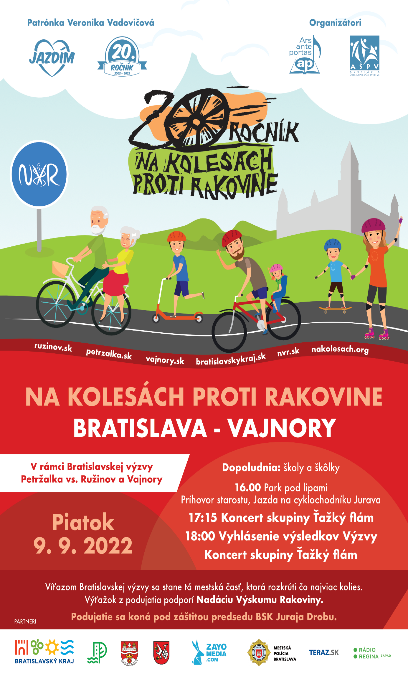 Patrónka Veronika Vadovičová
Organizátori
JAZDÍM
20.
ROČNÍK
Ars
ante
portas
ap
AŠPV
20 ROČNÍK
NA KOLESÁCH
PROTI RAKOVINE
NVR
ruzinov.sk
petrzalka.sk
vajnory.sk
bratislavskykraj.sk
nvr.sk
nakolesach.org
NA KOLESÁCH PROTI RAKOVINE
BRATISLAVA - VAJNORY
V rámci Bratislavskej výzvy
Petržalka vs. Ružinov a Vajnory
Piatok
9. 9. 2022
Dopoludnia: školy a škôlky
16.00 Park pod lipami
Príhovor starostu, Jazda na cyklochodníku Jurava
17:15 Koncert skupiny Ťažký flám
18:00 Vyhlásenie výsledkov Výzvy
Koncert skupiny Ťažký flám
Víťazom Bratislavskej výzvy sa stane tá mestská časť, ktorá rozkrúti čo najviac kolies.
Výťažok z podujatia podporí Nadáciu Výskumu Rakoviny.
Podujatie sa koná pod záštitou predsedu BSK Juraja Drobu.
PARTNERI
BRATISLAVSKÝ KRAJ
ZAYO
MEDIA
.COM
MESTSKÁ
POLÍCIA
BRATISLAVA
TERAZ.SK
RÁDIO
REGINA